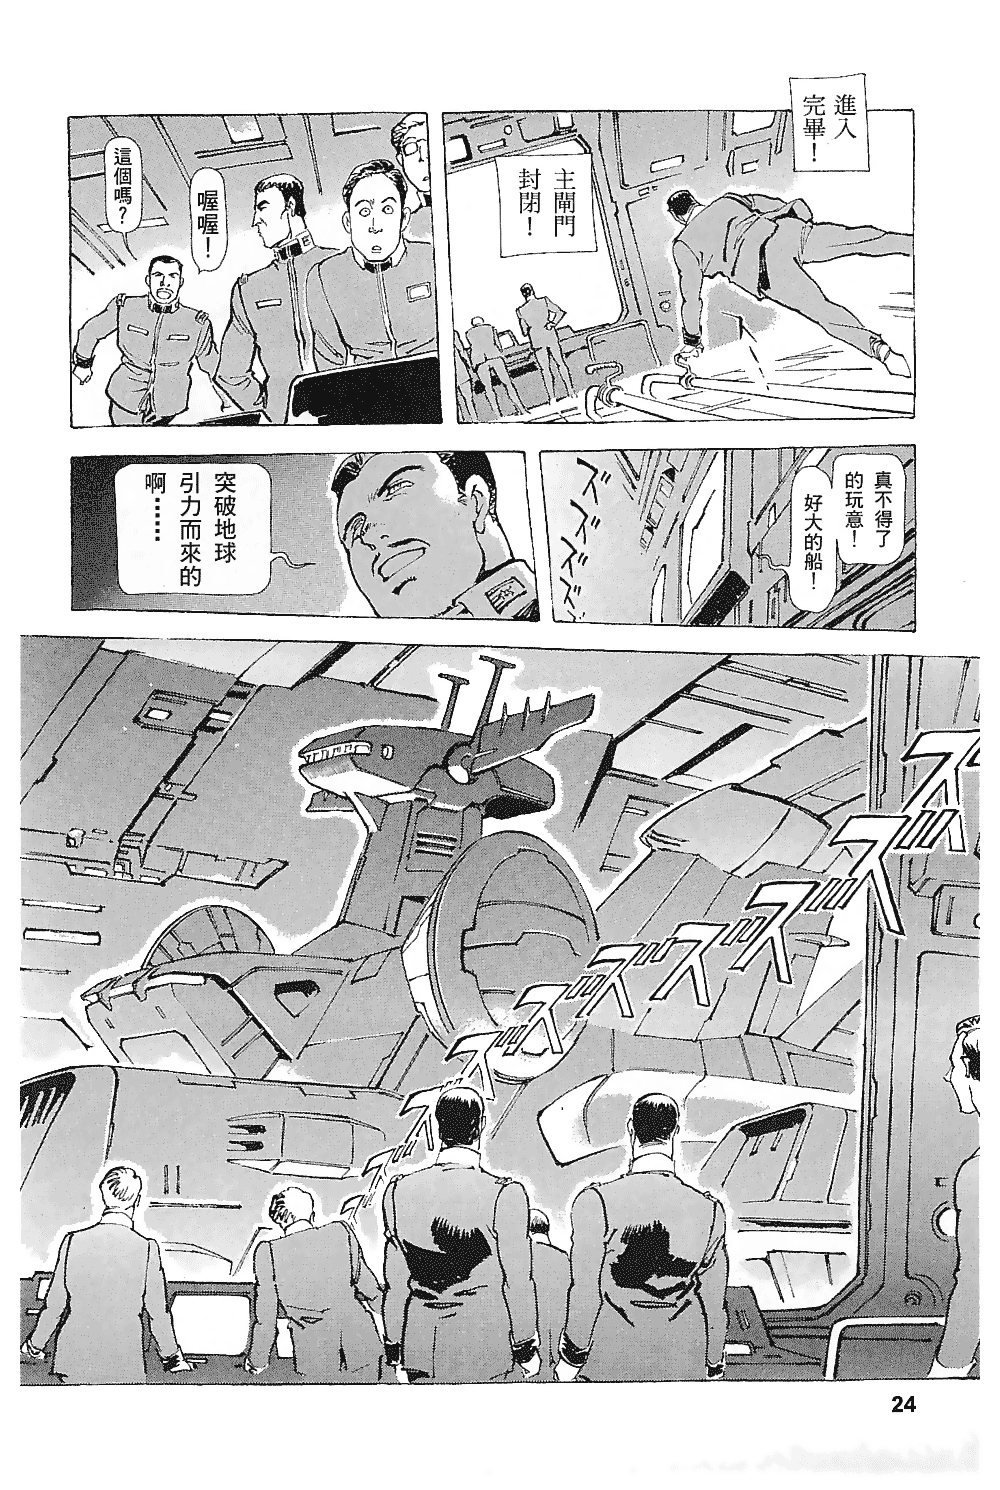 進入
完畢！
主閘門
封閉！
喔喔！
這個嗎？
真不得了
的玩意！
好大的船！
ズズズ
突破地球
引力而來的
啊……
ズズズズズズズ
24